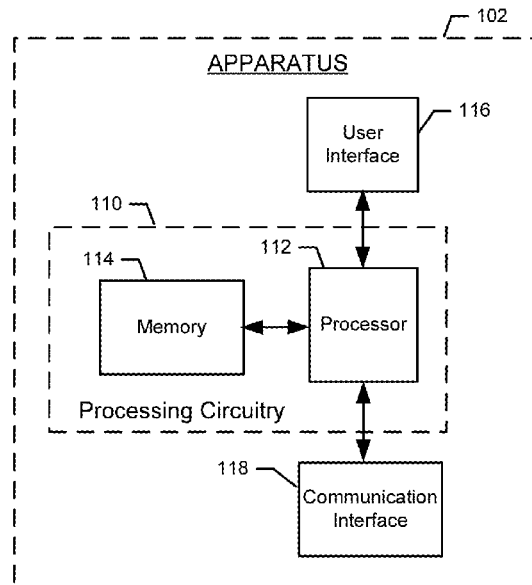 102
APPARATUS
User
Interface
116
110
114
112
Memory
Processor
Processing Circuitry
118
Communication
Interface